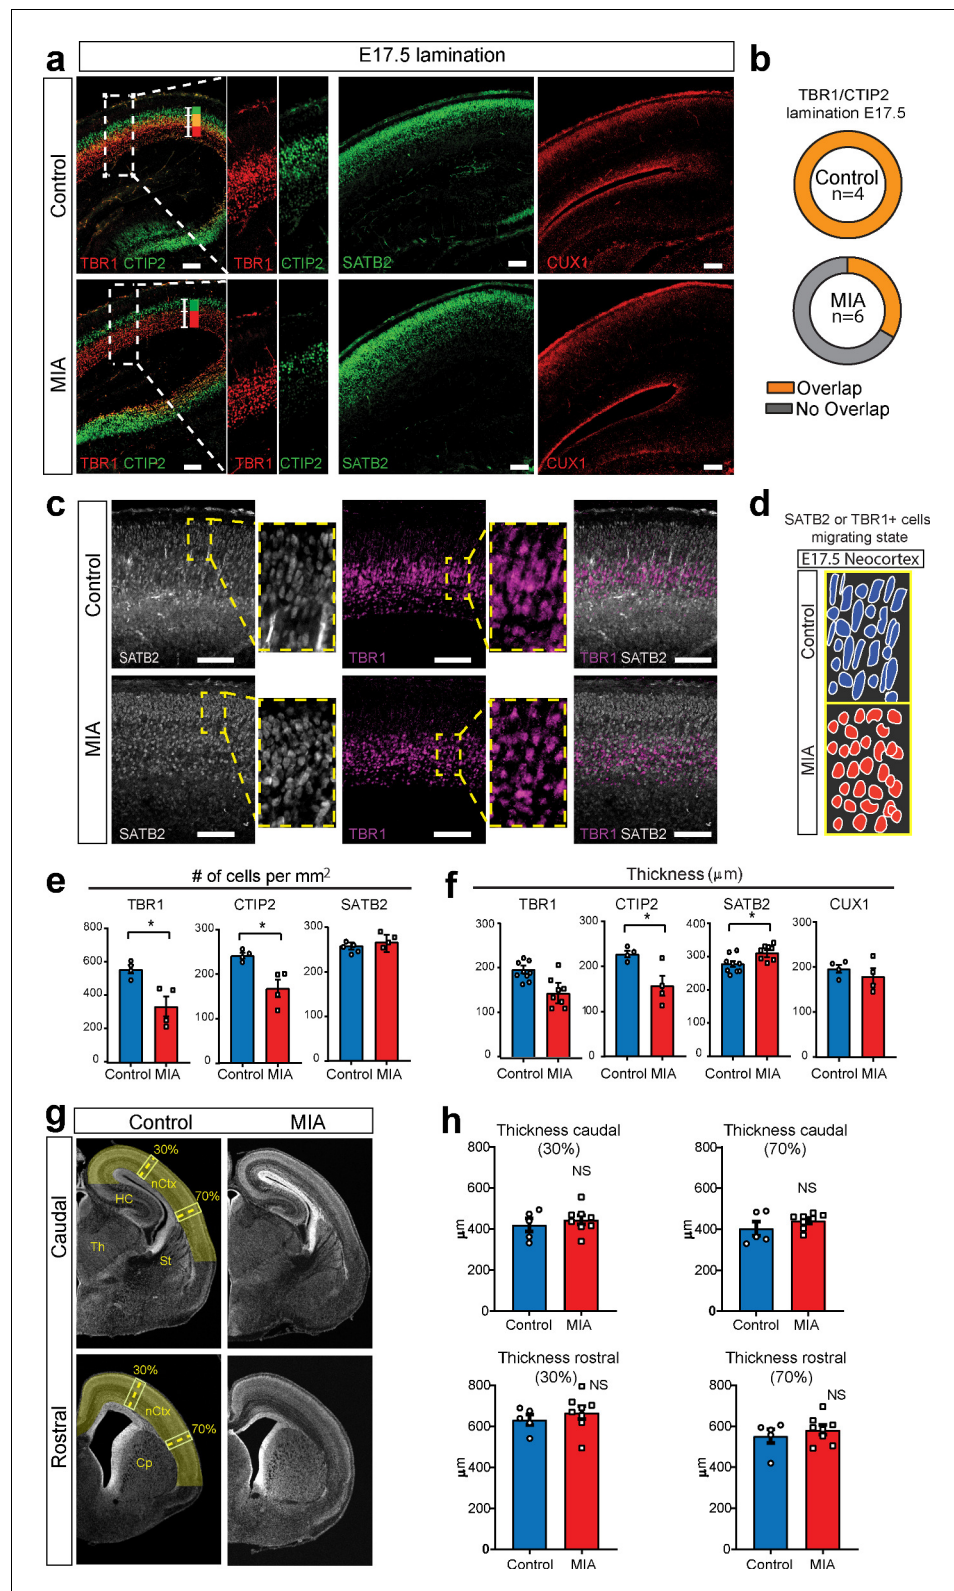 a
E17.5 lamination
b
Control
TBR1 CTIP2
TBR1
CTIP2
SATB2
CUX1
MIA
TBR1 CTIP2
TBR1
CTIP2
SATB2
CUX1
TBR1/CTIP2
lamination E17.5
Control
n=4
MIA
n=6
Overlap
No Overlap
c
Control
SATB2
TBR1
TBR1 SATB2
MIA
SATB2
TBR1
TBR1 SATB2
d
SATB2 or TBR1+ cells
migrating state
E17.5 Neocortex
Control
MIA
e
# of cells per mm2
TBR1
800
600
400
200
0
Control MIA
*
CTIP2
300
200
100
0
Control MIA
*
SATB2
300
200
100
0
Control MIA
f
Thickness (μm)
TBR1
300
200
100
0
Control MIA
CTIP2
300
200
100
0
Control MIA
*
SATB2
400
300
200
100
0
Control MIA
*
CUX1
300
200
100
0
Control MIA
g
Control
MIA
Caudal
30%
nCtx
70%
HC
Th
St
Rostral
30%
nCtx
70%
Cp
h
Thickness caudal
(30%)
NS
800
600
400
200
0
μm
Control MIA
Thickness caudal
(70%)
NS
800
600
400
200
0
μm
Control MIA
Thickness rostral
(30%)
NS
800
600
400
200
0
μm
Control MIA
Thickness rostral
(70%)
NS
800
600
400
200
0
μm
Control MIA